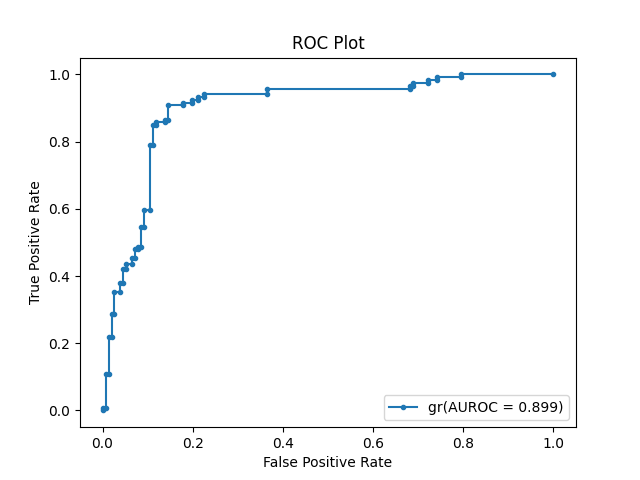 ROC Plot
1.0
0.8
0.6
0.4
0.2
0.0
True Positive Rate
gr(AUROC = 0.899)
0.0 0.2 0.4 0.6 0.8 1.0
False Positive Rate